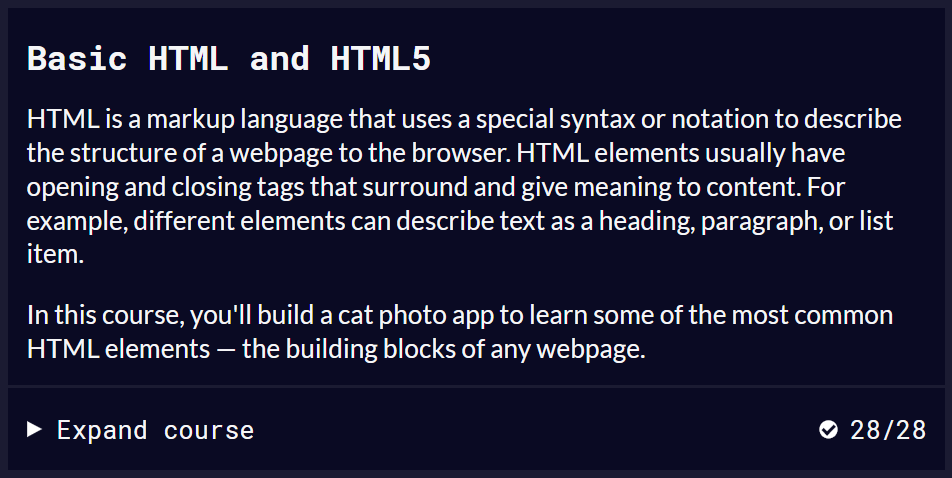 Basic HTML and HTML5
HTML is a markup language that uses a special syntax or notation to describe
the structure of a webpage to the browser. HTML elements usually have
opening and closing tags that surround and give meaning to content. For
example, different elements can describe text as a heading, paragraph, or list
item.
In this course, you'll build a cat photo app to learn some of the most common
HTML elements — the building blocks of any webpage.
Expand course 28/28